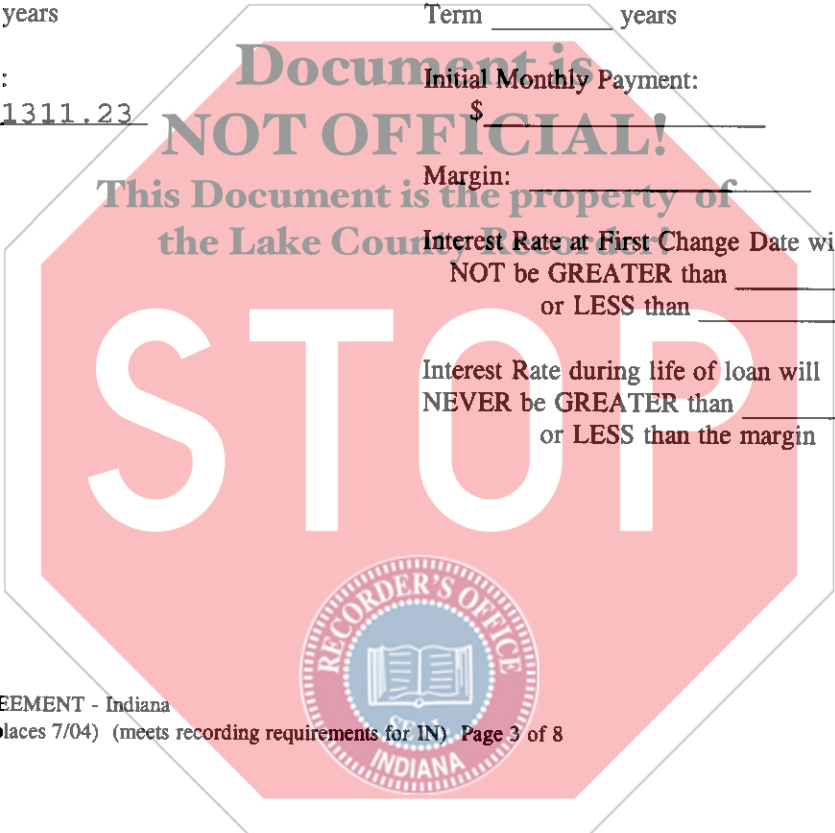 years
Term ________ years
Document is
NOT OFFICIAL!
This Document is the property of
the Lake County Recorder!
:
1311.23
Initial Monthly Payment:
$
Margin:
Interest Rate at First Change Date wi
NOT be GREATER than
or LESS than
Interest Rate during life of loan will
NEVER be GREATER than
or LESS than the margin
STOP
RECORDER'S OFFICE
SEAL
INDIANA
EEMENT - Indiana
laces 7/04) (meets recording requirements for IN) Page 3 of 8